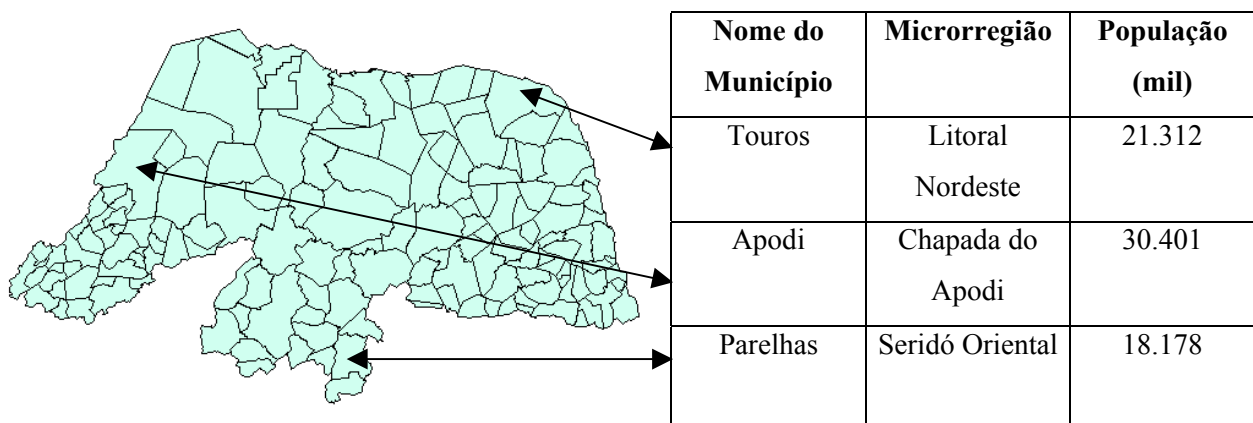 Nome do Município Microrregião População (mil)
Touros Litoral Nordeste 21.312
Apodi Chapada do Apodi 30.401
Parelhas Seridó Oriental 18.178